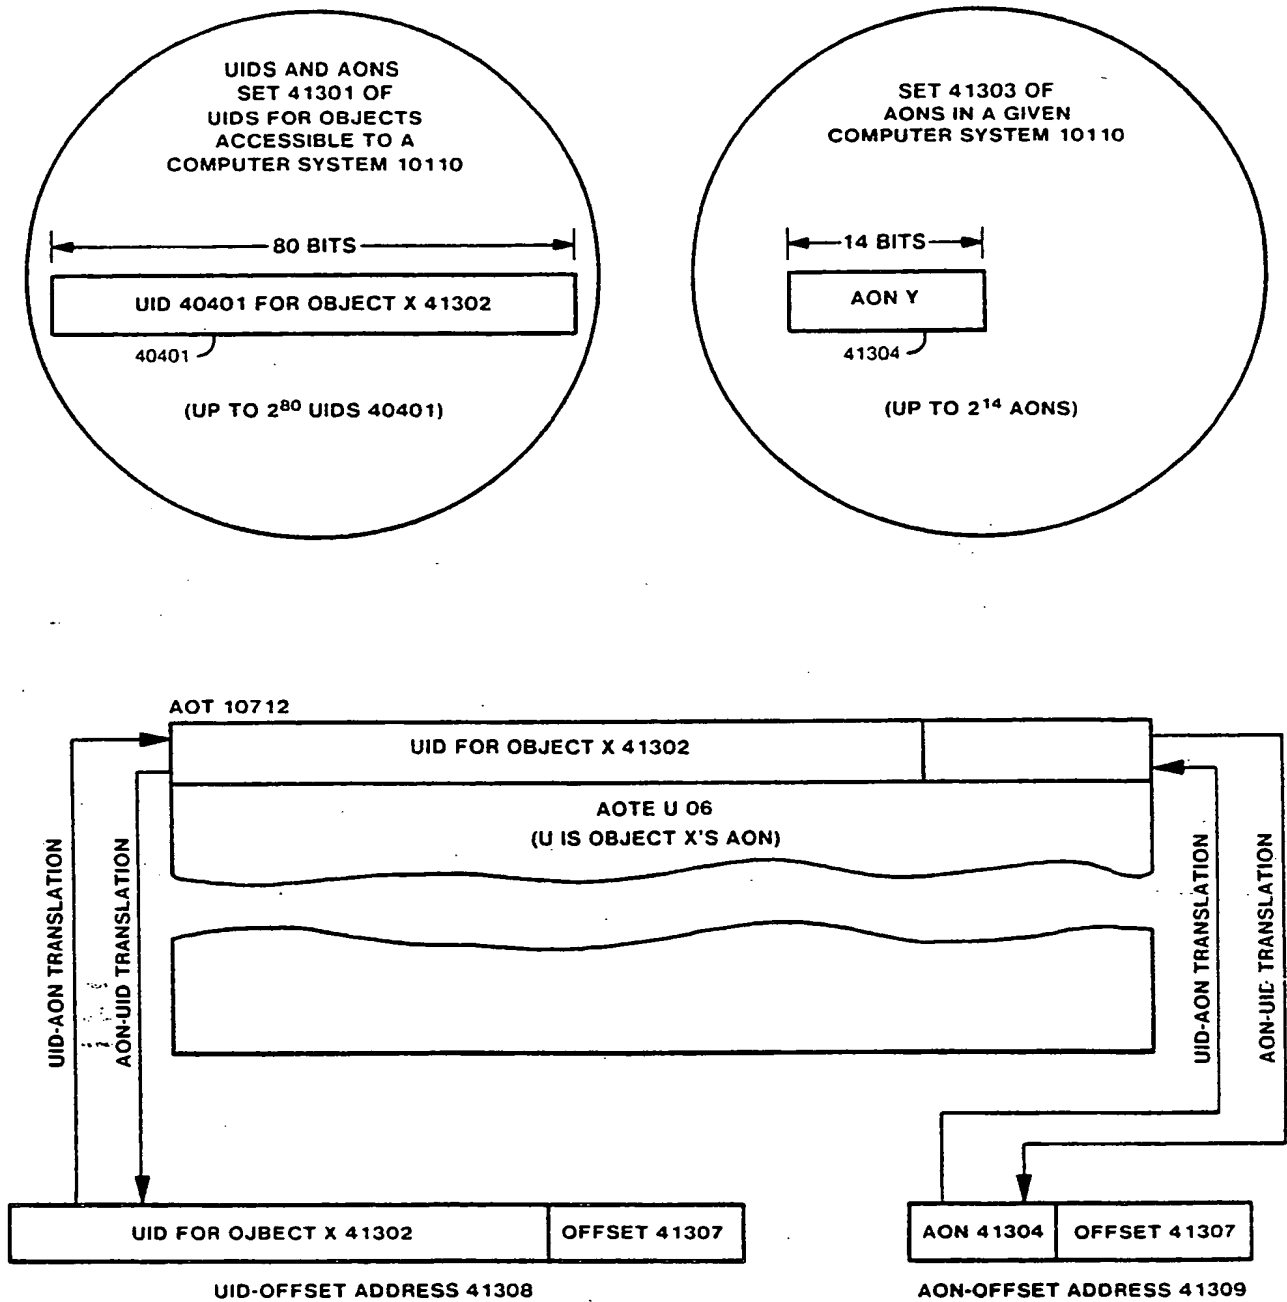 UIDS AND AONS
SET 41301 OF
UIDS FOR OBJECTS
ACCESSIBLE TO A
COMPUTER SYSTEM 10110
80 BITS
UID 40401 FOR OBJECT X 41302
40401
(UP TO 2⁸⁰ UIDS 40401)
SET 41303 OF
AONS IN A GIVEN
COMPUTER SYSTEM 10110
14 BITS
AON Y
41304
(UP TO 2¹⁴ AONS)
AOT 10712
UID FOR OBJECT X 41302
AOTE U 06
(U IS OBJECT X'S AON)
UID-AON TRANSLATION
AON-UID TRANSLATION
UID-AON TRANSLATION
AON-UID TRANSLATION
UID FOR OJBECT X 41302
OFFSET 41307
UID-OFFSET ADDRESS 41308
AON 41304
OFFSET 41307
AON-OFFSET ADDRESS 41309